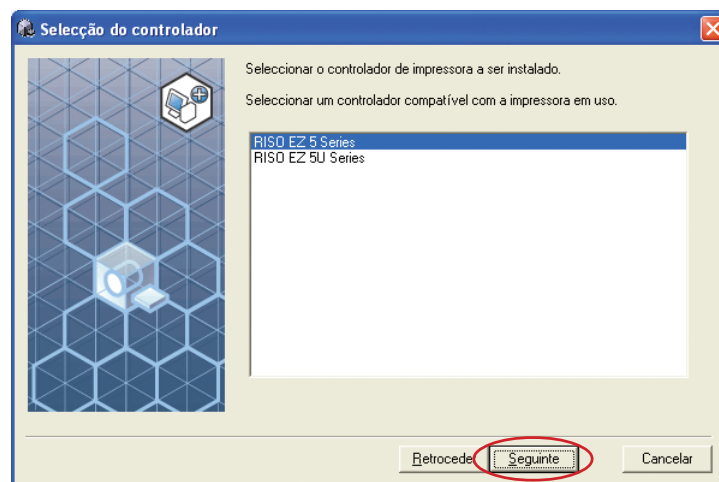 Selecção do controlador
Seleccionar o controlador de impressora a ser instalado.
Seleccionar um controlador compatível com a impressora em uso.
RISO EZ 5 Series
RISO EZ 5U Series
Retrocede
Seguinte
Cancelar